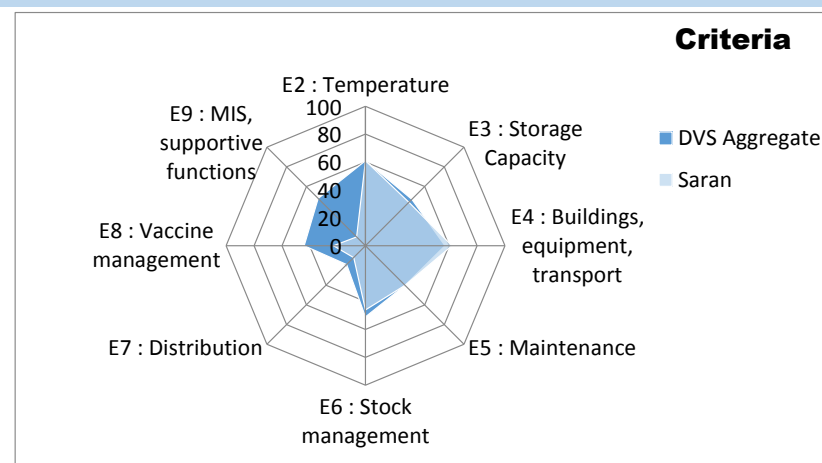 Criteria
E2 : Temperature
E3 : Storage
Capacity
E4 : Buildings,
equipment,
transport
E5 : Maintenance
E6 : Stock
management
E7 : Distribution
E8 : Vaccine
management
E9 : MIS,
supportive
functions
100
80
60
40
20
0
DVS Aggregate
Saran